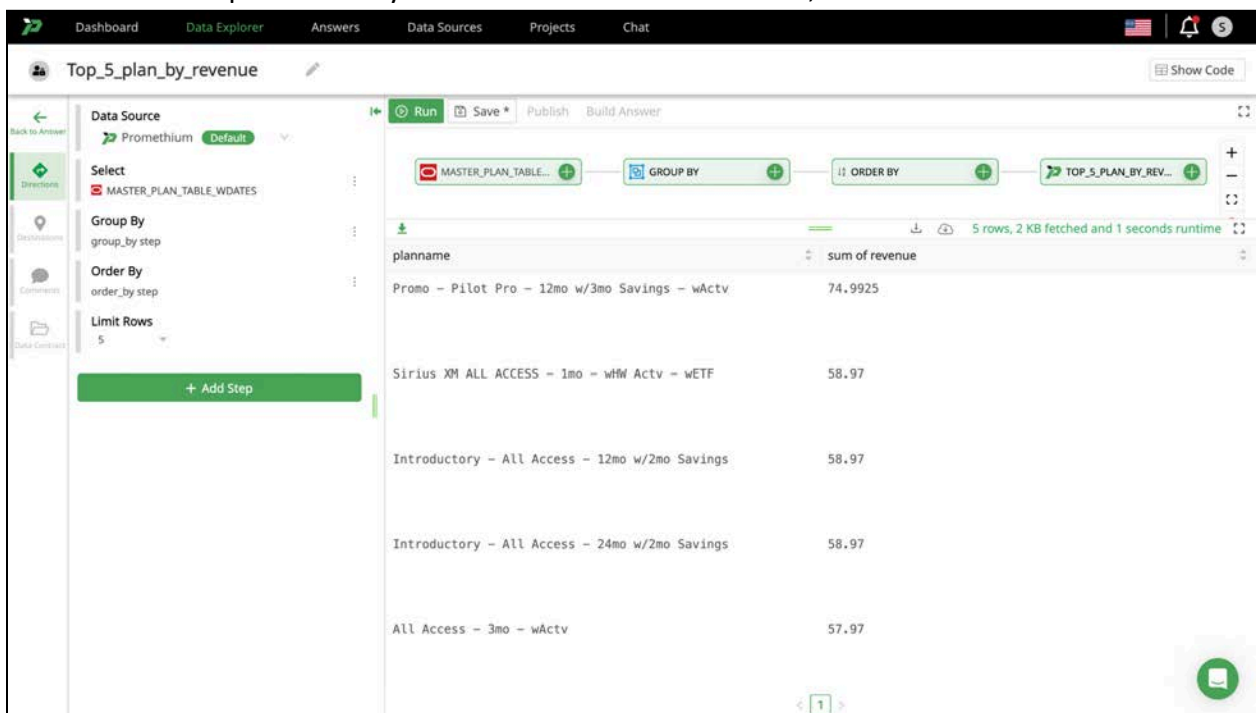 Dashboard Data Explorer Answers Data Sources Projects Chat S
Top_5_plan_by_revenue Show Code
Back to Answer
Directions
Destinations
Comments
Data Contract
Data Source
Promethium Default
Select
MASTER_PLAN_TABLE_WDATES
Group By
group_by step
Order By
order_by step
Limit Rows
5
+ Add Step
Run Save * Publish Build Answer
MASTER_PLAN_TABLE... GROUP BY ORDER BY TOP_5_PLAN_BY_REV...
5 rows, 2 KB fetched and 1 seconds runtime
planname sum of revenue
Promo - Pilot Pro - 12mo w/3mo Savings - wActv 74.9925
Sirius XM ALL ACCESS - 1mo - wHW Actv - wETF 58.97
Introductory - All Access - 12mo w/2mo Savings 58.97
Introductory - All Access - 24mo w/2mo Savings 58.97
All Access - 3mo - wActv 57.97
< 1 >